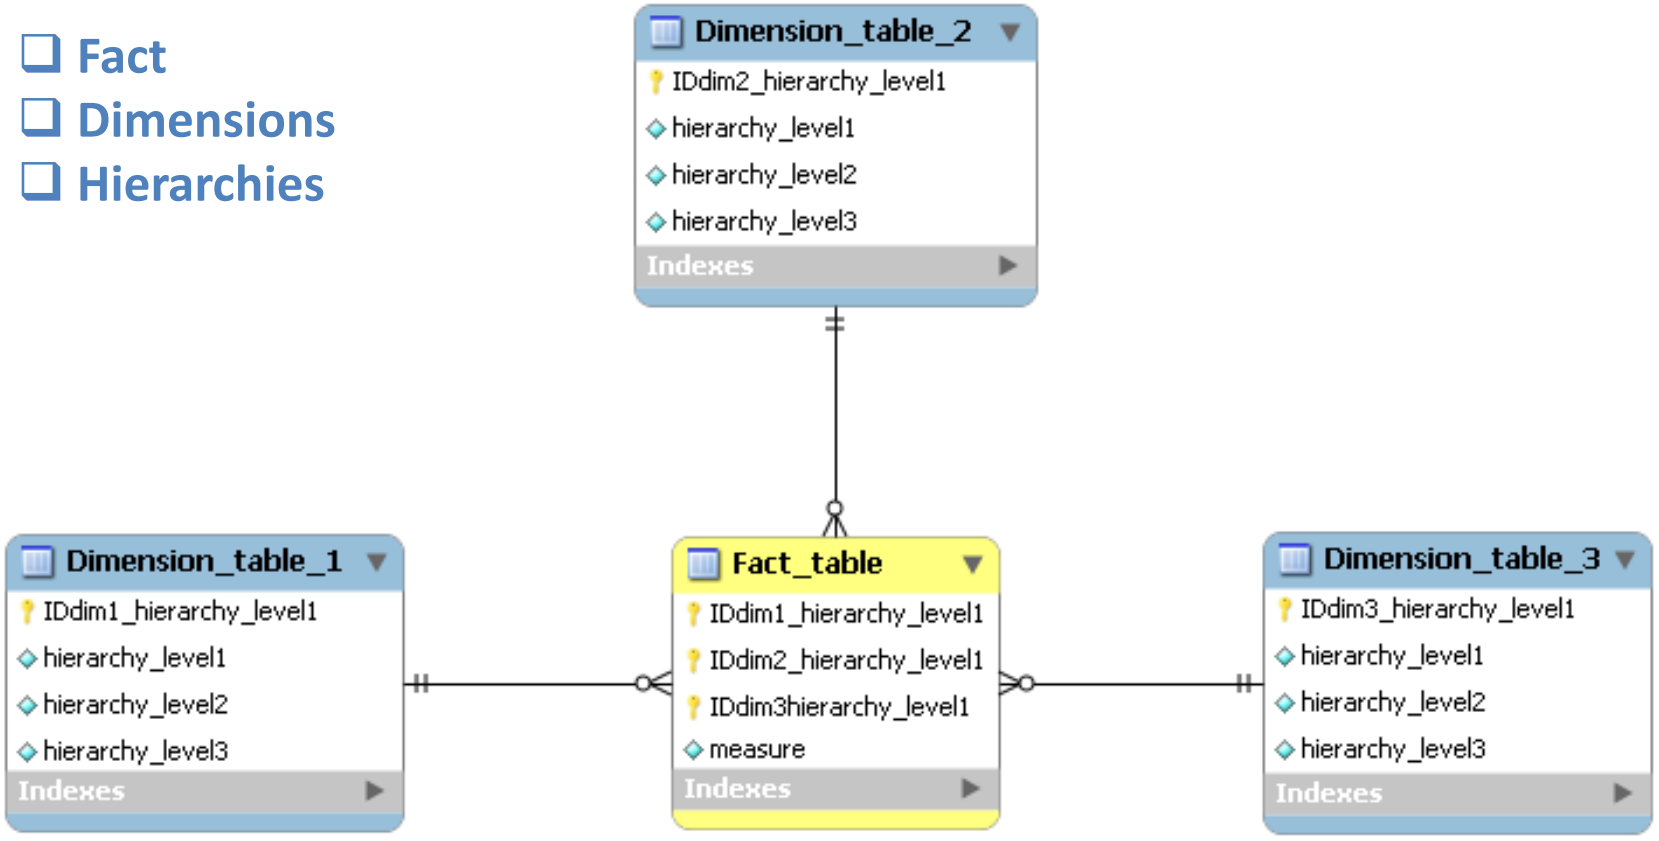 Fact
Dimensions
Hierarchies
Dimension_table_2
IDdim2_hierarchy_level1
hierarchy_level1
hierarchy_level2
hierarchy_level3
Indexes
Dimension_table_1
IDdim1_hierarchy_level1
hierarchy_level1
hierarchy_level2
hierarchy_level3
Indexes
Fact_table
IDdim1_hierarchy_level1
IDdim2_hierarchy_level1
IDdim3hierarchy_level1
measure
Indexes
Dimension_table_3
IDdim3_hierarchy_level1
hierarchy_level1
hierarchy_level2
hierarchy_level3
Indexes